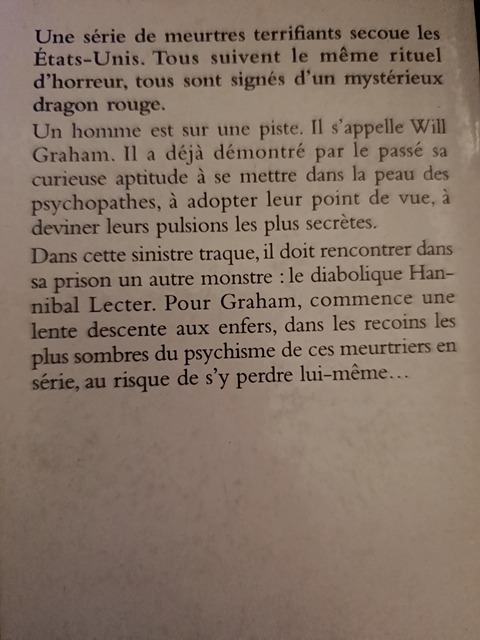 Une série de meurtres terrifiants secoue les
États-Unis. Tous suivent le même rituel
d'horreur, tous sont signés d'un mystérieux
dragon rouge.
Un homme est sur une piste. Il s'appelle Will
Graham. Il a déjà démontré par le passé sa
curieuse aptitude à se mettre dans la peau des
psychopathes, à adopter leur point de vue, à
deviner leurs pulsions les plus secrètes.
Dans cette sinistre traque, il doit rencontrer dans
sa prison un autre monstre : le diabolique Han-
nibal Lecter. Pour Graham, commence une
lente descente aux enfers, dans les recoins les
plus sombres du psychisme de ces meurtriers en
série, au risque de s'y perdre lui-même...